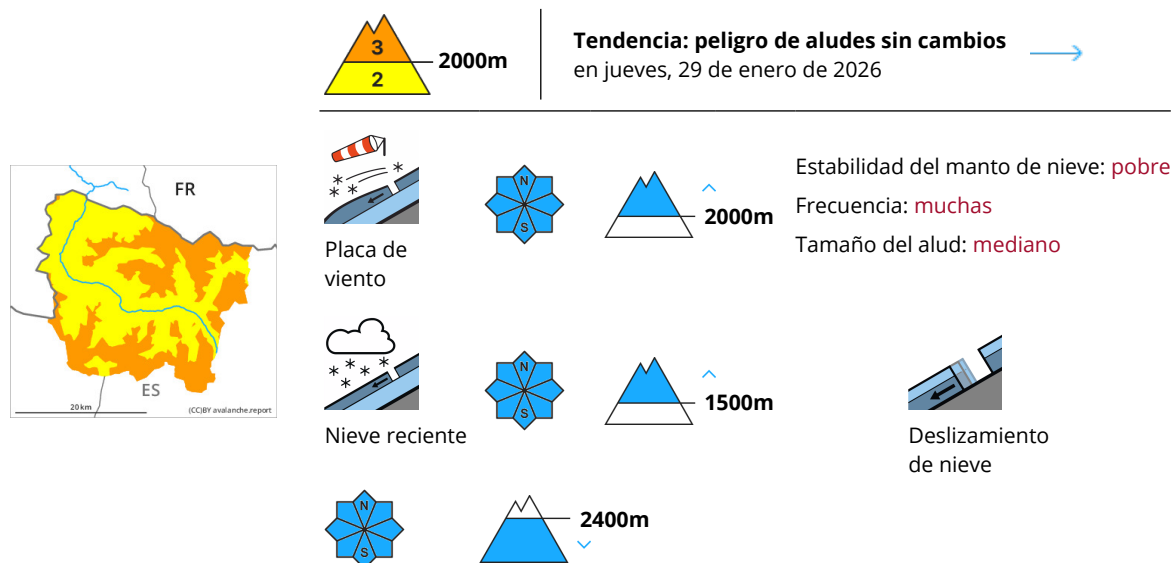 3
2
2000m
Tendencia: peligro de aludes sin cambios
en jueves, 29 de enero de 2026
FR
ES
20 km
(CC)BY avalanche.report
Placa de
viento
N
S
2000m
Estabilidad del manto de nieve: pobre
Frecuencia: muchas
Tamaño del alud: mediano
Nieve reciente
N
S
1500m
Deslizamiento
de nieve
N
S
2400m